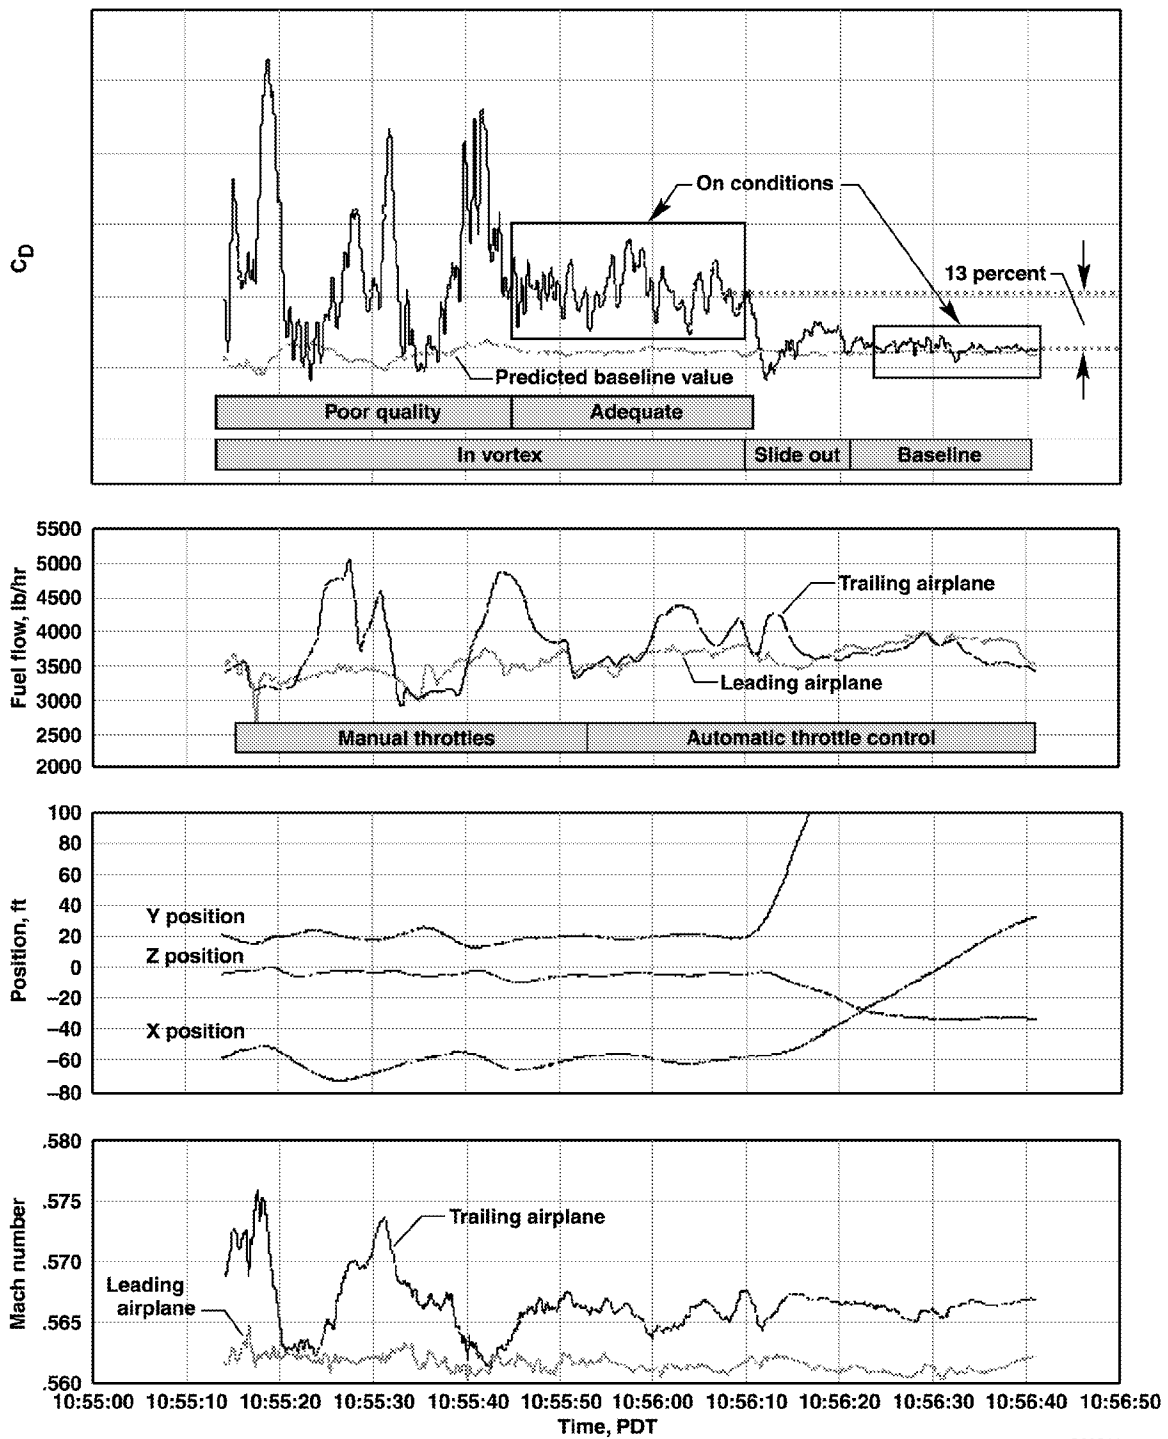 On conditions
C_D
13 percent
Predicted baseline value
Poor quality
Adequate
In vortex
Slide out
Baseline
5500
5000
4500
4000
3500
3000
2500
2000
Fuel flow, lb/hr
Trailing airplane
Leading airplane
Manual throttles
Automatic throttle control
100
80
60
40
20
0
–20
–40
–60
–80
Position, ft
Y position
Z position
X position
.580
.575
.570
.565
.560
Mach number
Trailing airplane
Leading
airplane
10:55:00 10:55:10 10:55:20 10:55:30 10:55:40 10:55:50 10:56:00 10:56:10 10:56:20 10:56:30 10:56:40 10:56:50
Time, PDT